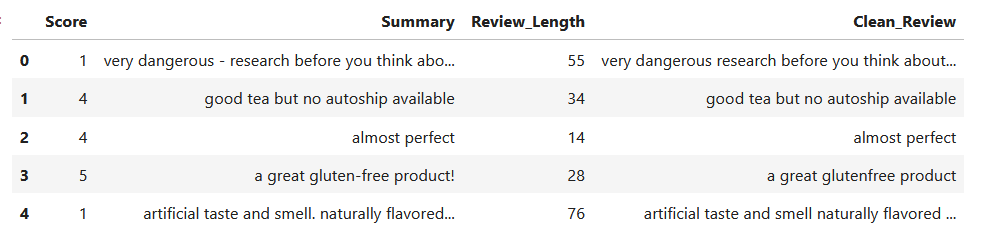 Score Summary Review_Length Clean_Review
0 1 very dangerous - research before you think abo... 55 very dangerous research before you think about...
1 4 good tea but no autoship available 34 good tea but no autoship available
2 4 almost perfect 14 almost perfect
3 5 a great gluten-free product! 28 a great glutenfree product
4 1 artificial taste and smell. naturally flavored... 76 artificial taste and smell naturally flavored ...